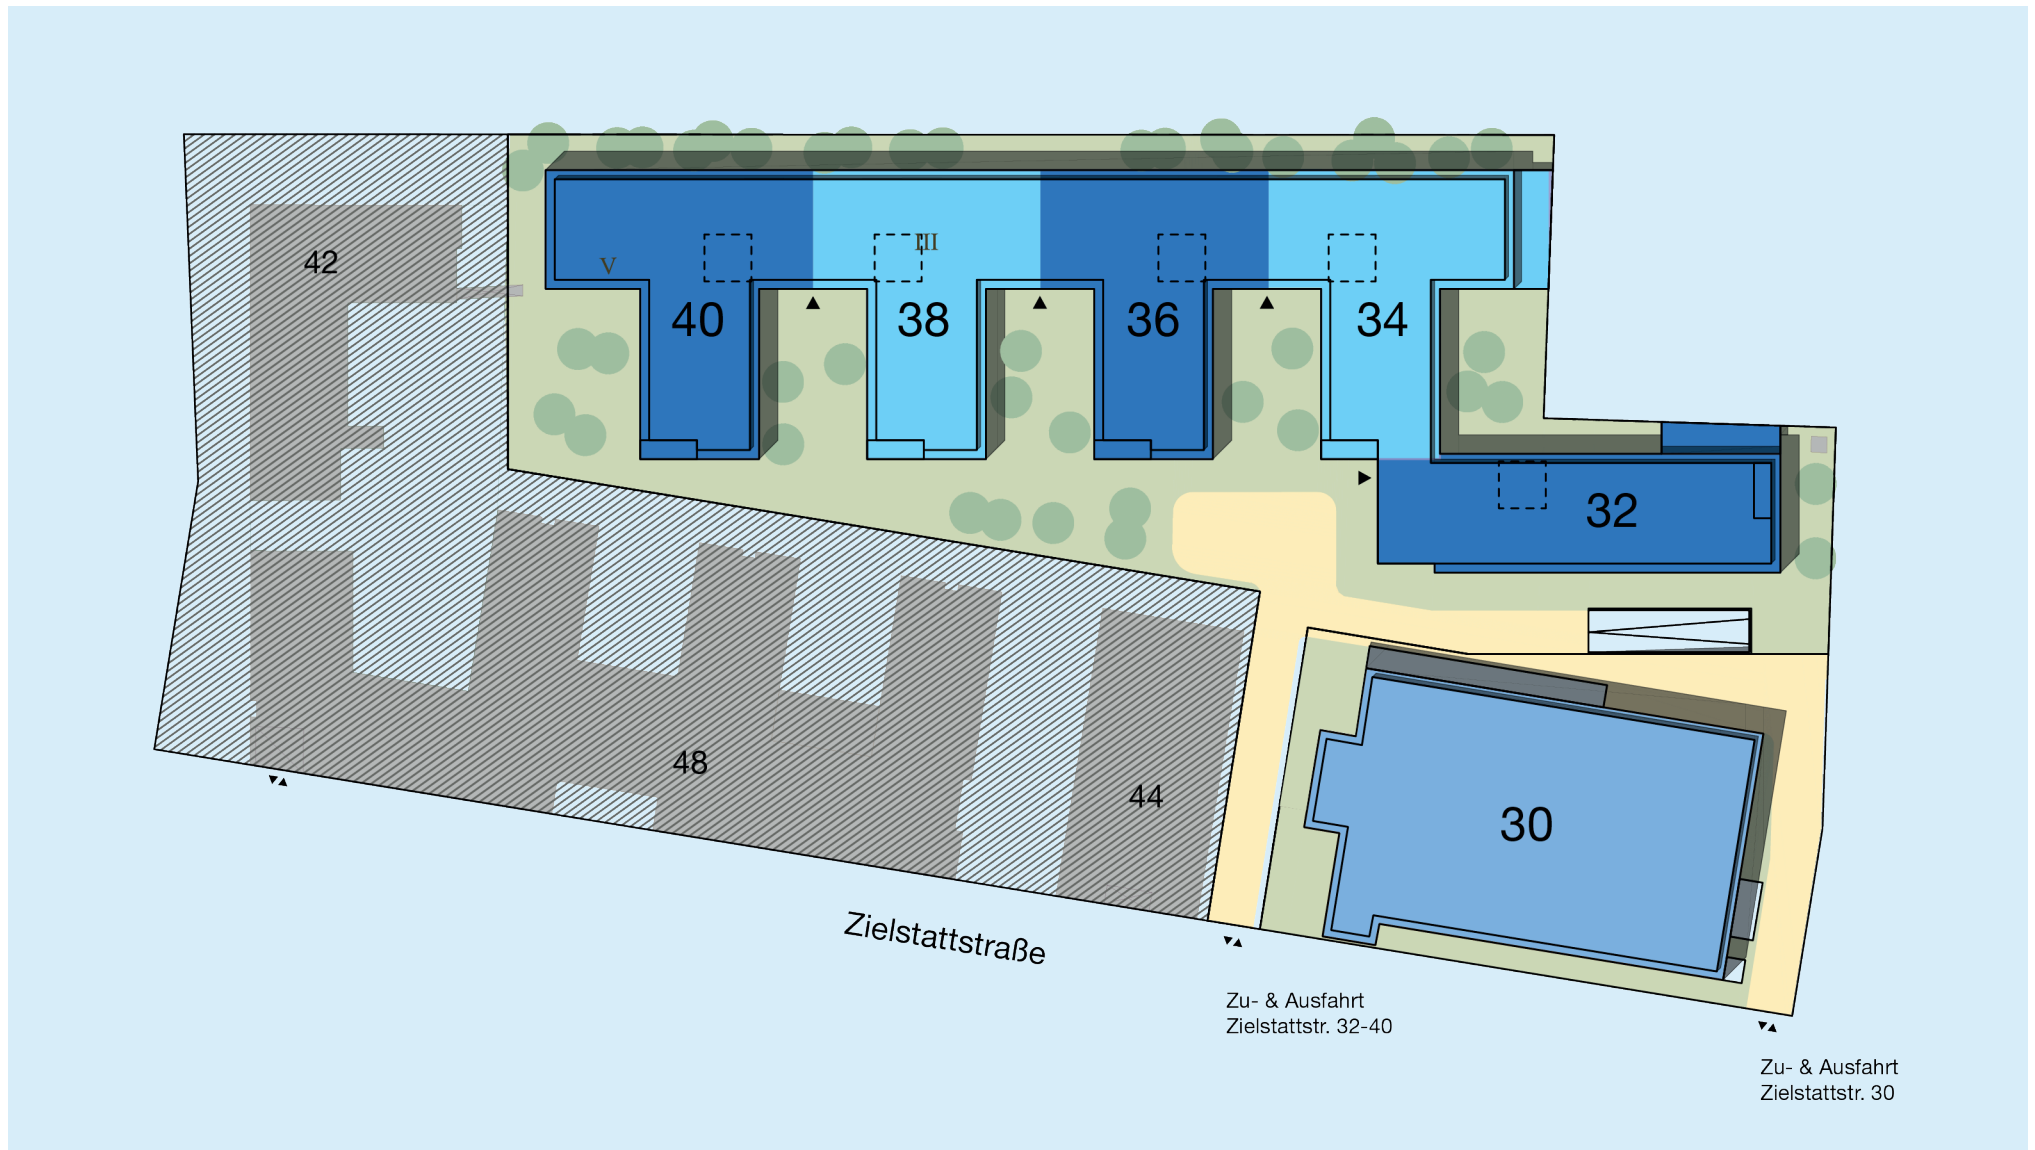 42
V
III
40
38
36
34
32
48
44
30
Zielstattstraße
Zu- & Ausfahrt
Zielstattstr. 32-40
Zu- & Ausfahrt
Zielstattstr. 30